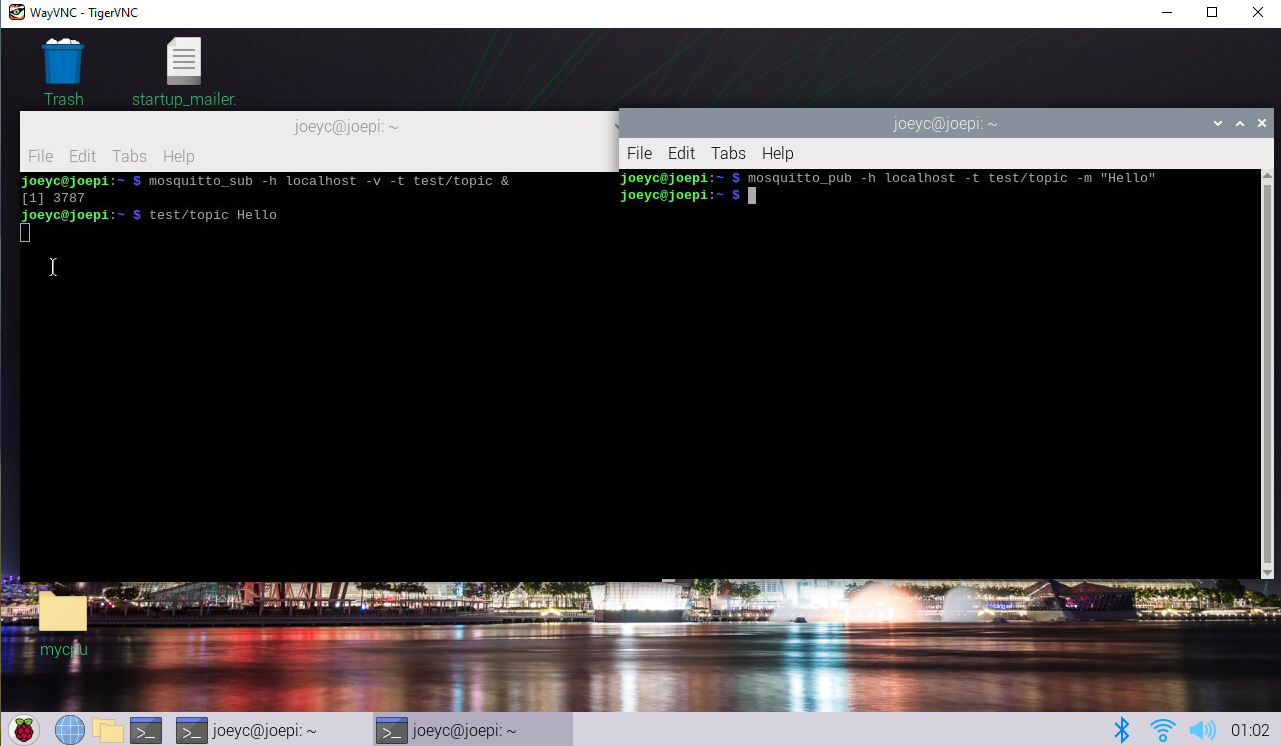 WayVNC - TigerVNC
Trash
startup_mailer.
joeyc@joepi: ~
File Edit Tabs Help
joeyc@joepi:~ $ mosquitto_sub -h localhost -v -t test/topic &
[1] 3787
joeyc@joepi:~ $ test/topic Hello
joeyc@joepi: ~
File Edit Tabs Help
joeyc@joepi:~ $ mosquitto_pub -h localhost -t test/topic -m "Hello"
joeyc@joepi:~ $
joeyc@joepi: ~
joeyc@joepi: ~
01:02